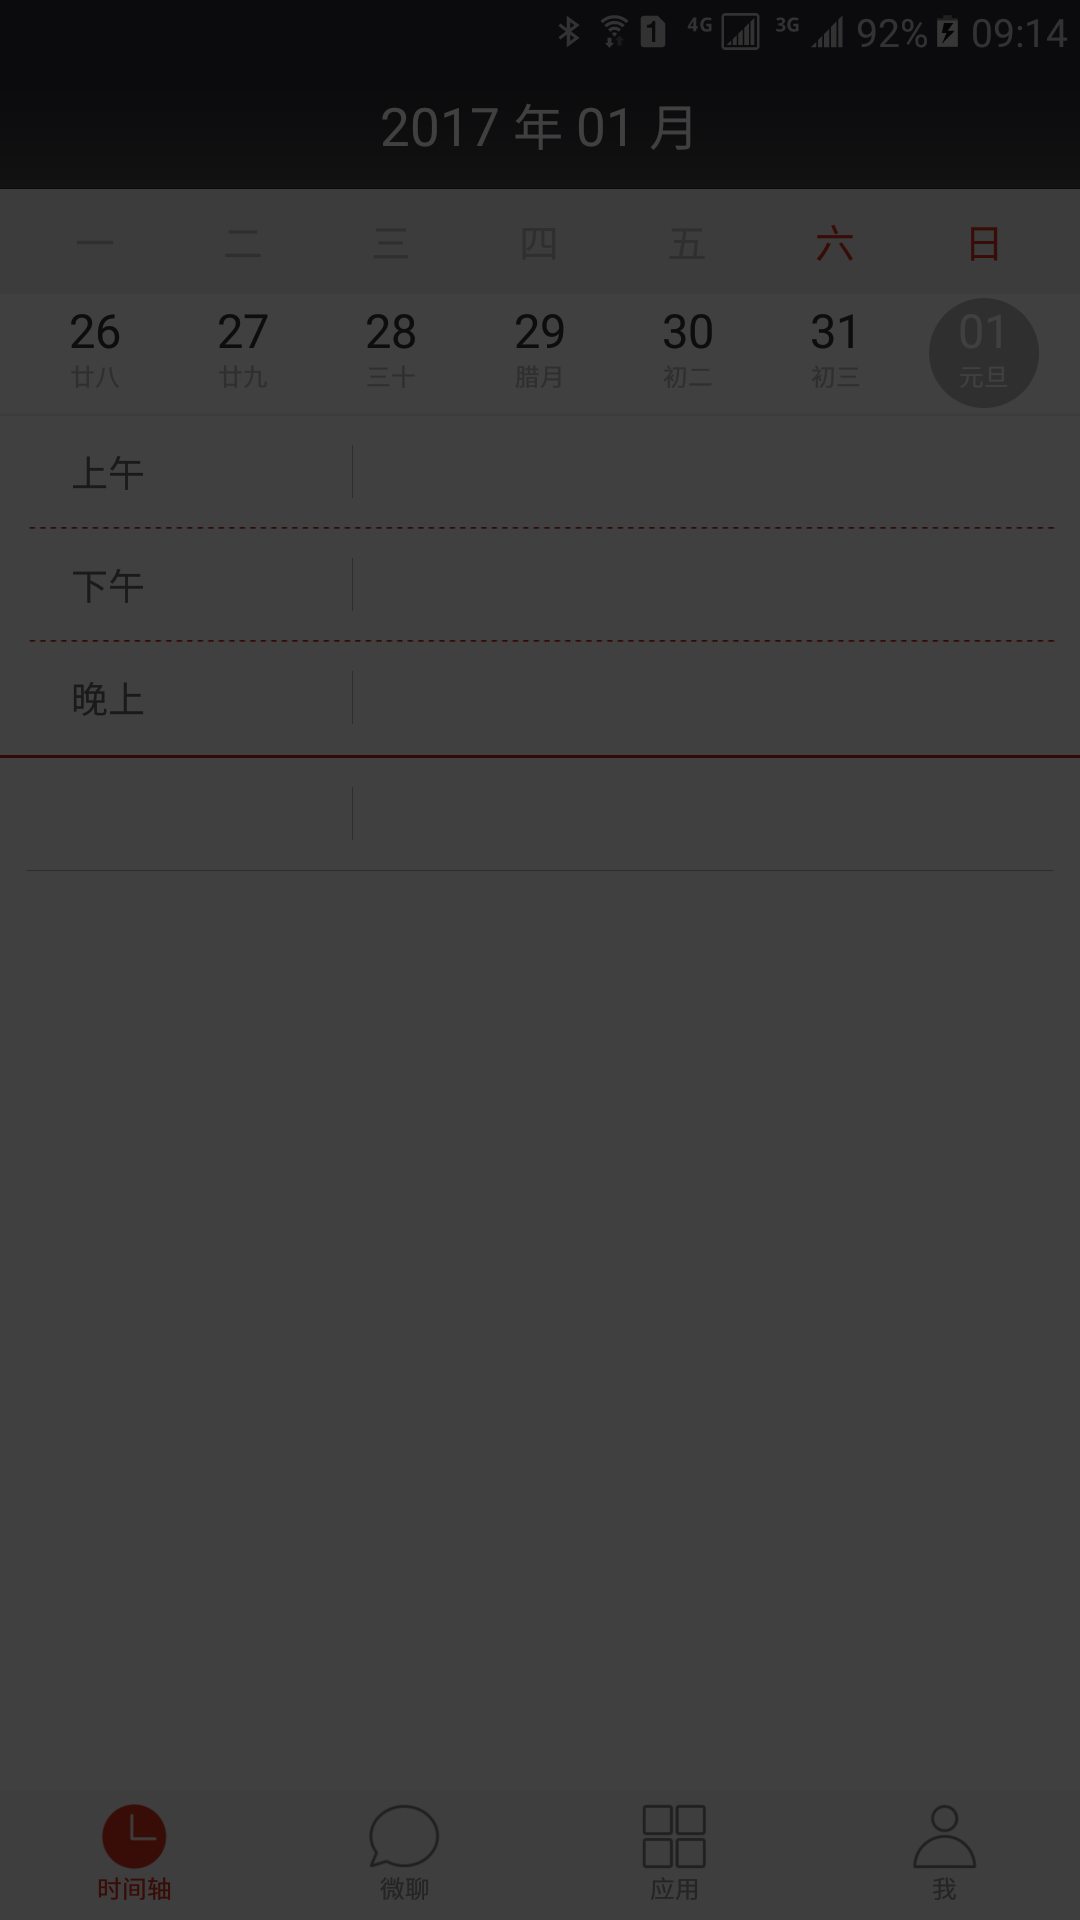 1 4G 3G 92% 09:14
2017 年 01 月
一 二 三 四 五 六 日
26 27 28 29 30 31 01
廿八 廿九 三十 腊月 初二 初三 元旦
上午
下午
晚上
时间轴 微聊 应用 我